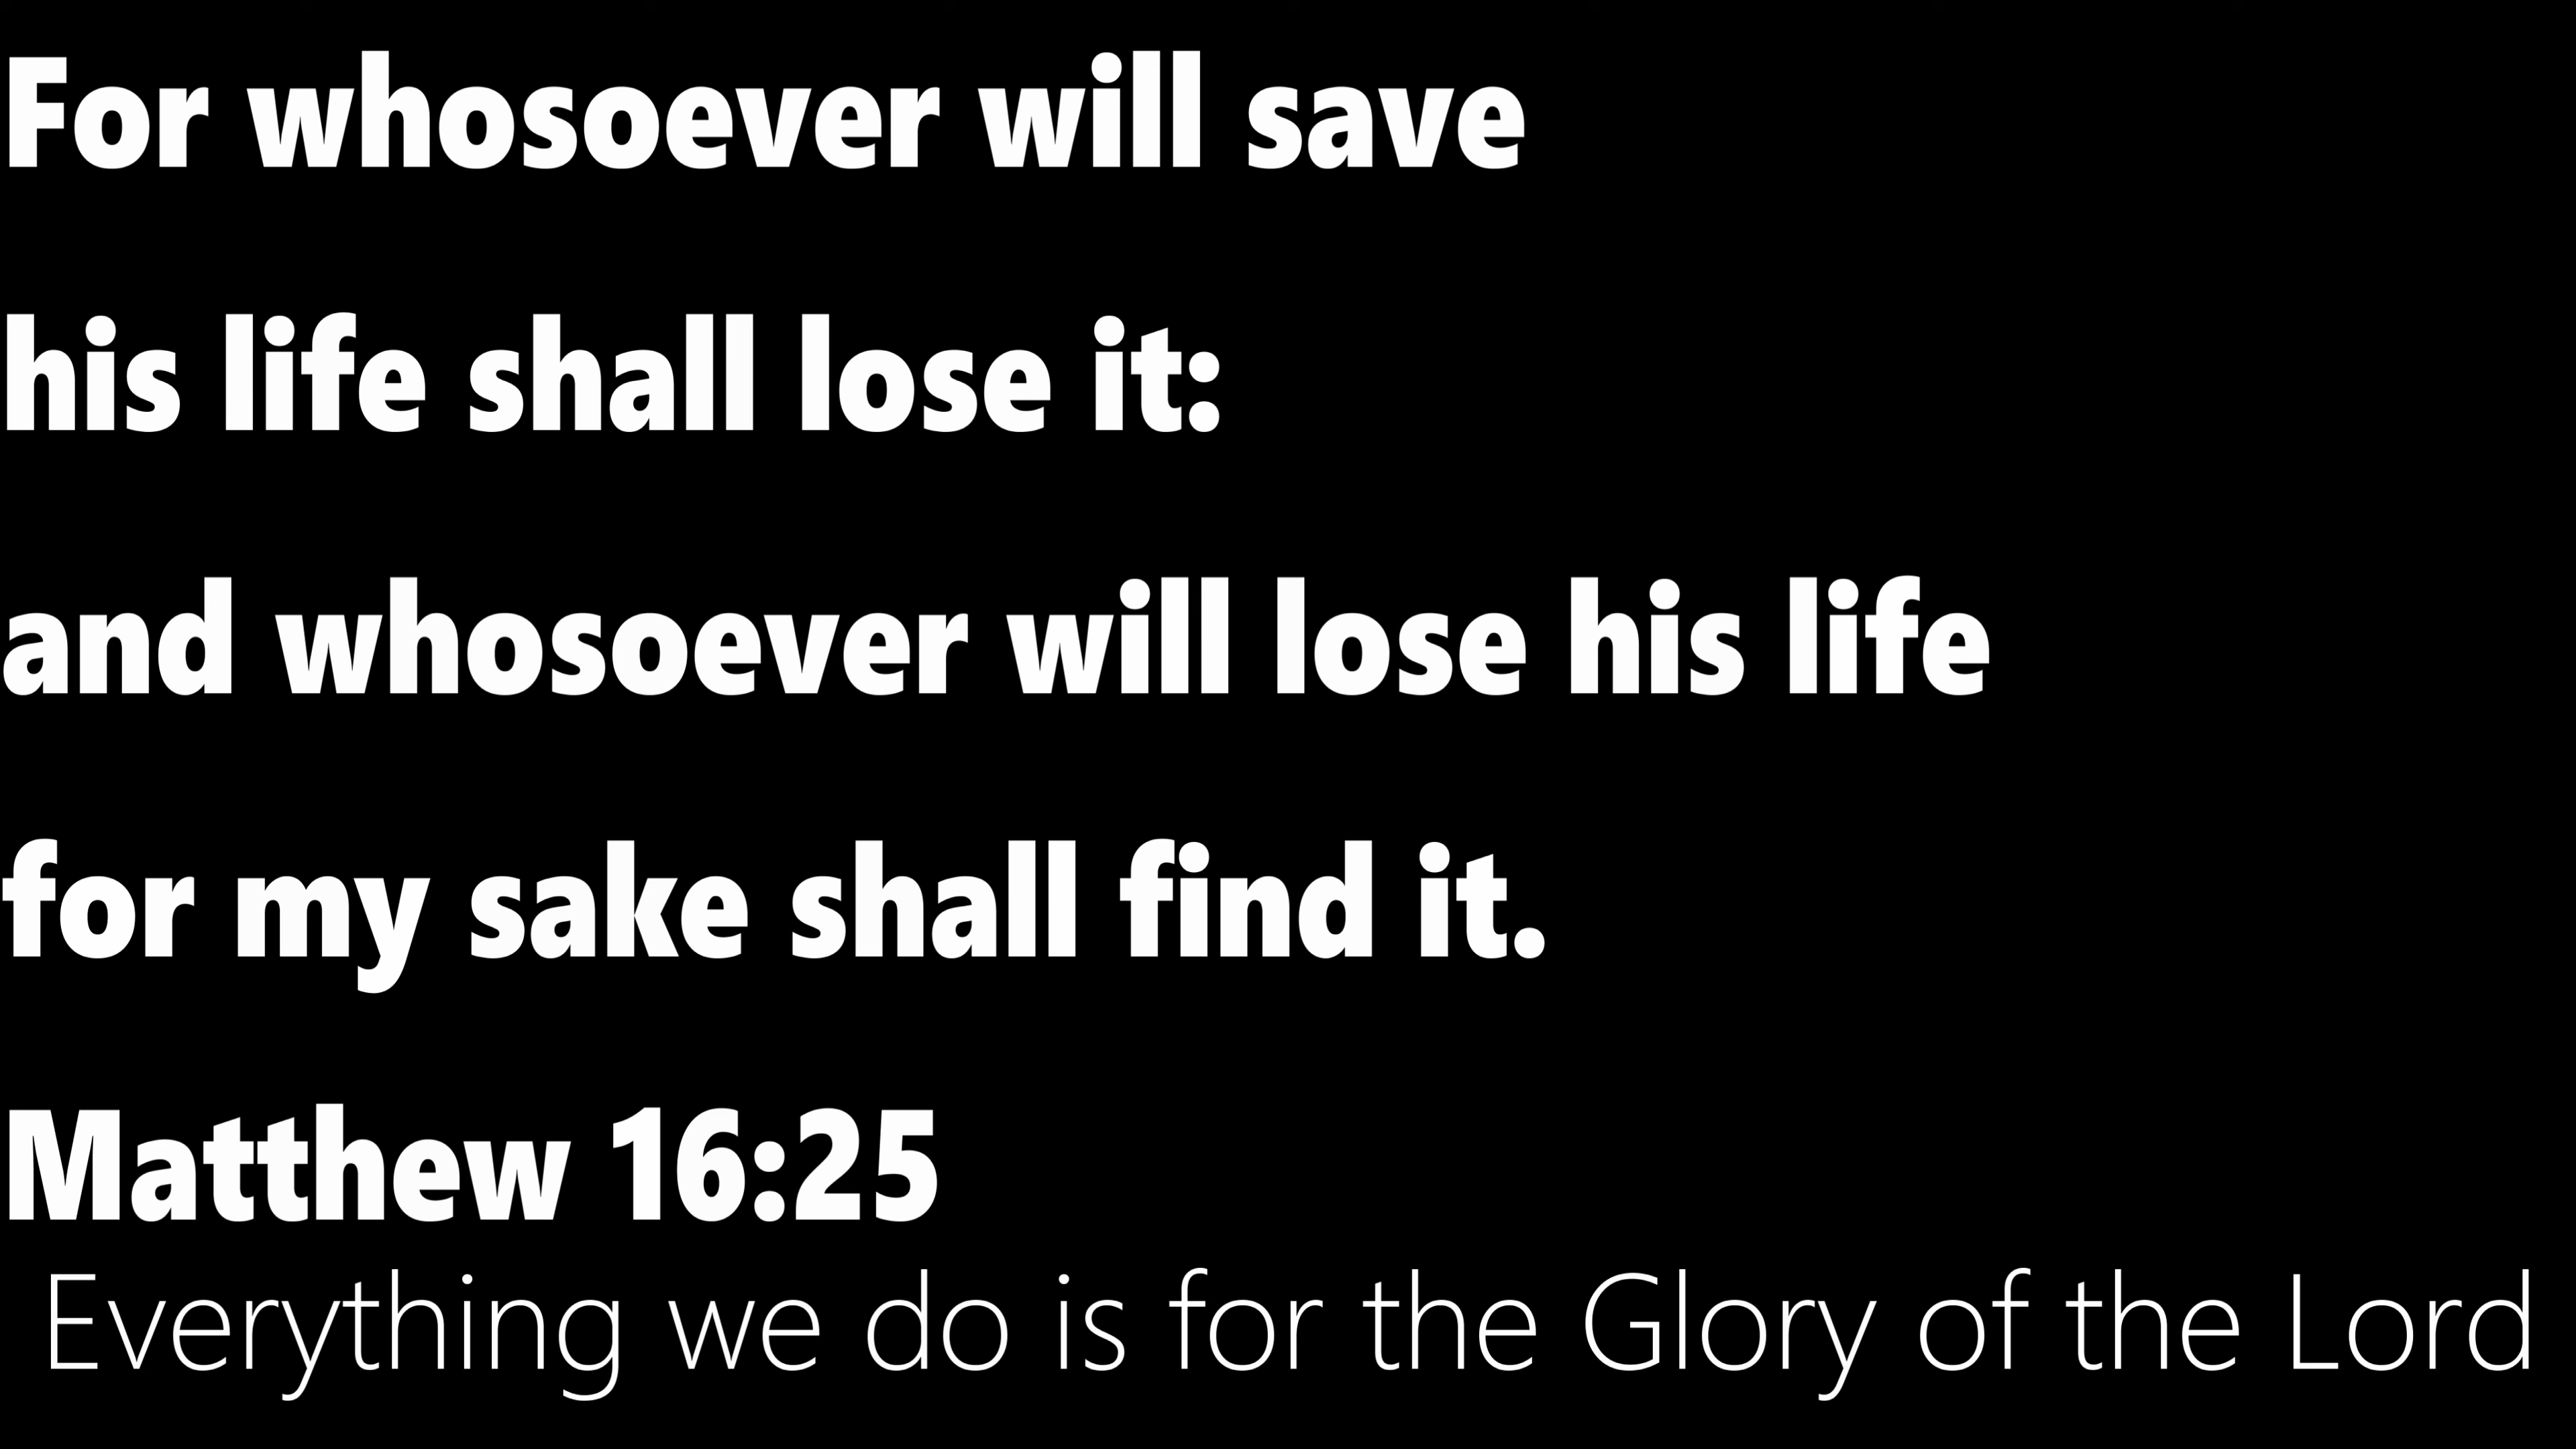 For whosoever will save
his life shall lose it:
and whosoever will lose his life
for my sake shall find it.
Matthew 16:25
Everything we do is for the Glory of the Lord